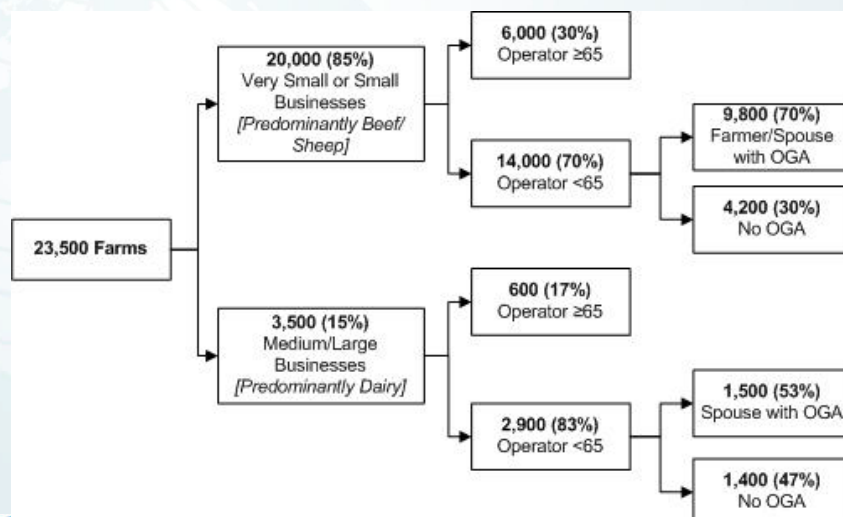 23,500 Farms
20,000 (85%)
Very Small or Small
Businesses
[Predominantly Beef/
Sheep]
6,000 (30%)
Operator ≥65
14,000 (70%)
Operator <65
9,800 (70%)
Farmer/Spouse
with OGA
4,200 (30%)
No OGA
3,500 (15%)
Medium/Large
Businesses
[Predominantly Dairy]
600 (17%)
Operator ≥65
2,900 (83%)
Operator <65
1,500 (53%)
Spouse with OGA
1,400 (47%)
No OGA